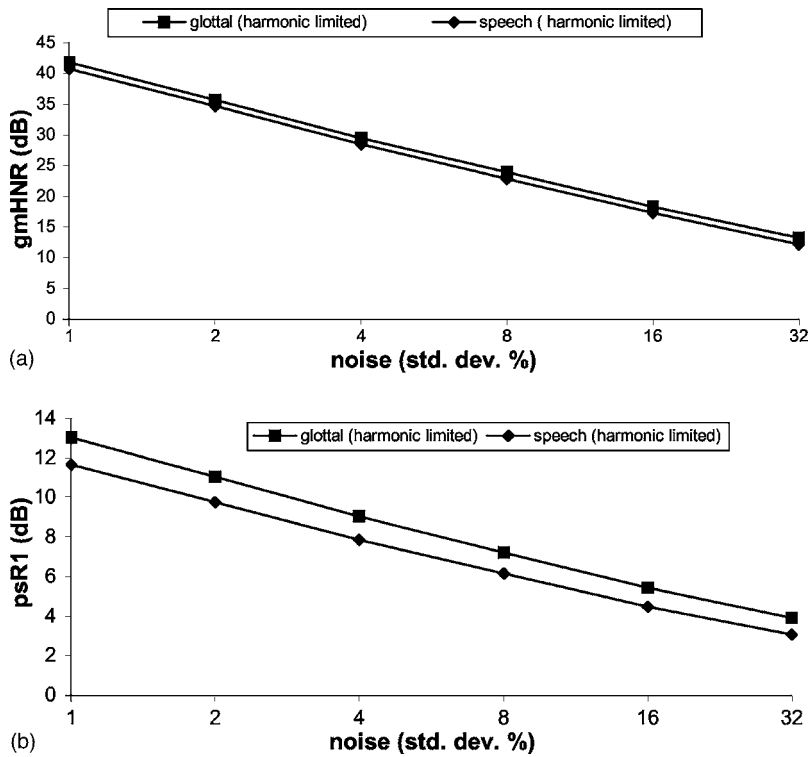 glottal (harmonic limited) speech ( harmonic limited)
45
40
35
30
25
20
15
10
5
0
gmHNR (dB)
1 2 4 8 16 32
noise (std. dev. %)
(a)
glottal (harmonic limited) speech (harmonic limited)
14
12
10
8
6
4
2
0
psR1 (dB)
1 2 4 8 16 32
noise (std. dev. %)
(b)